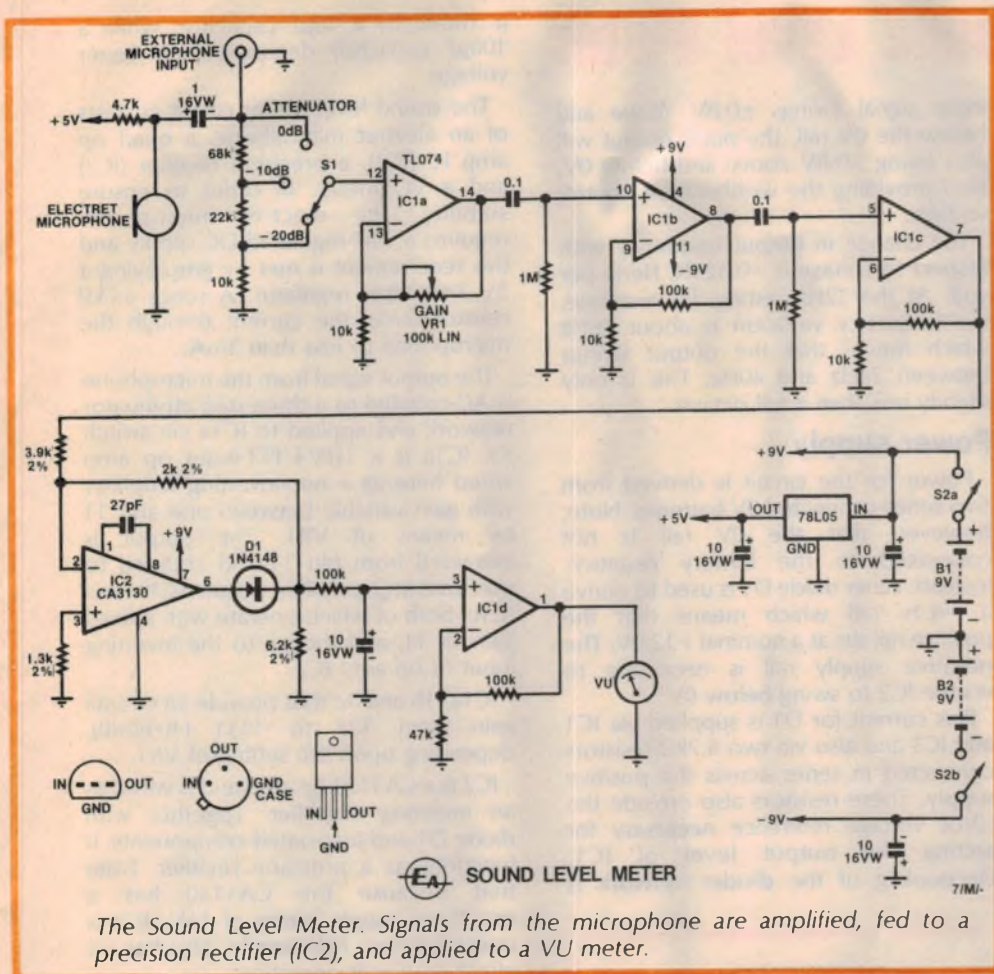 EXTERNAL
MICROPHONE
INPUT
4.7k
1
16VW
+5V
ATTENUATOR
0dB
68k
-10dB
S1
22k
-20dB
10k
ELECTRET
MICROPHONE
TL074
12
+
IC1a
14
13
-
0.1
GAIN
VR1
100k LIN
10k
1M
+9V
10
+
4
IC1b
8
9
-
11
-9V
100k
10k
0.1
1M
5
+
IC1c
7
6
-
100k
10k
3.9k
2%
2k 2%
27pF
1
8
+9V
7
2
-
IC2
CA3130
6
3
+
4
1.3k
2%
D1
1N4148
100k
6.2k
2%
10
16VW
3
+
IC1d
1
2
-
100k
47k
VU
+9V
S2a
+5V
OUT
78L05
IN
GND
10
16VW
10
16VW
B1
9V
B2
9V
S2b
-9V
10
16VW
IN
OUT
GND
OUT
IN
GND
CASE
IN
OUT
GND
EA
SOUND LEVEL METER
7/M/-
The Sound Level Meter. Signals from the microphone are amplified, fed to a
precision rectifier (IC2), and applied to a VU meter.